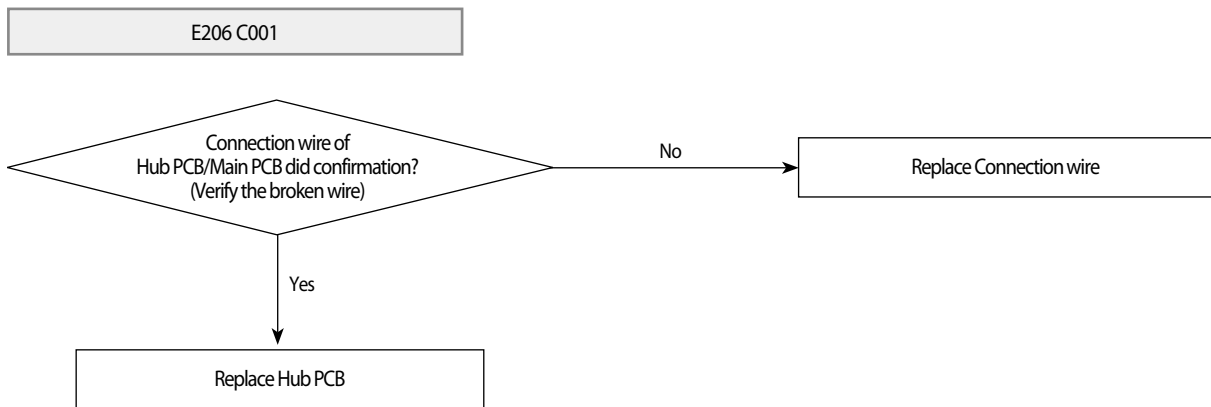 E206 C001
Connection wire of
Hub PCB/Main PCB did confirmation?
(Verify the broken wire)
No
Replace Connection wire
Yes
Replace Hub PCB